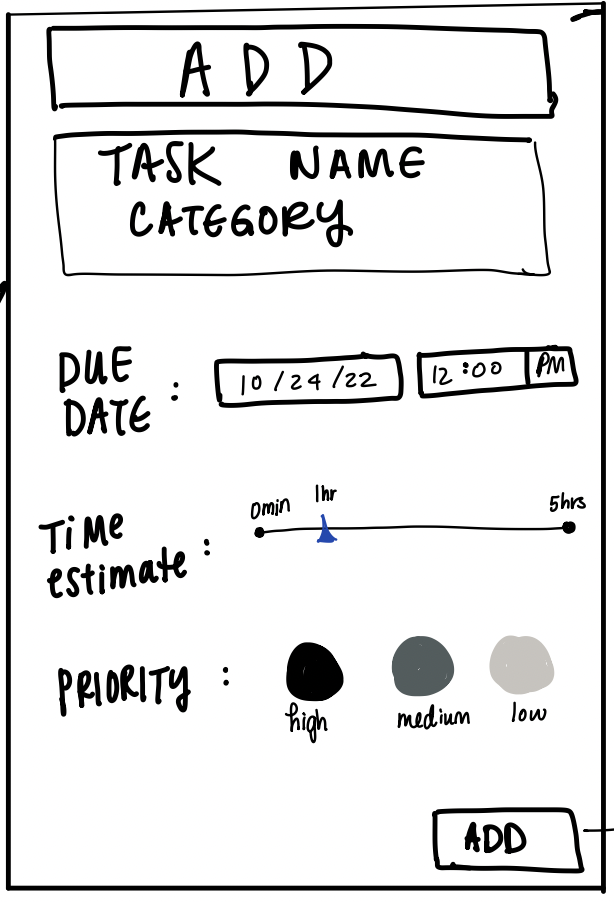 ADD
TASK NAME
CATEGORY
DUE
DATE :
10/24/22
12:00 PM
TiME
estimate :
0min
1hr
5hrs
PRIORITY :
high
medium
low
ADD